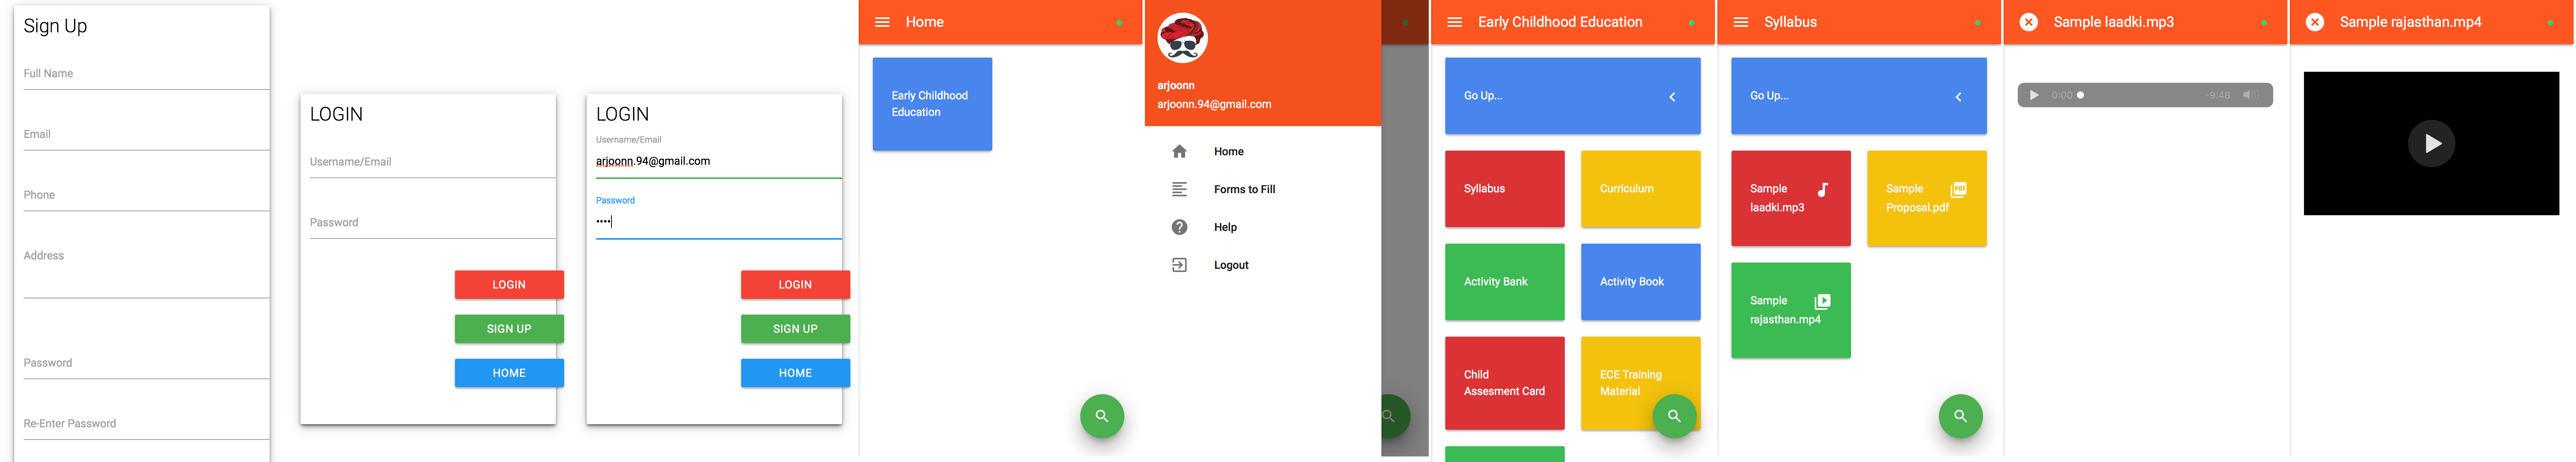 Sign Up
Full Name
Email
Phone
Address
Password
Re-Enter Password
LOGIN
Username/Email
Password
LOGIN
SIGN UP
HOME
LOGIN
Username/Email
arjoonn.94@gmail.com
Password
LOGIN
SIGN UP
HOME
Home
Early Childhood
Education
arjoonn
arjoonn.94@gmail.com
Home
Forms to Fill
Help
Logout
Early Childhood Education
Go Up...
Syllabus
Curriculum
Activity Bank
Activity Book
Child
Assesment Card
ECE Training
Material
Syllabus
Go Up...
Sample
laadki.mp3
Sample
Proposal.pdf
PDF
Sample
rajasthan.mp4
Sample laadki.mp3
0:00
-9:48
Sample rajasthan.mp4